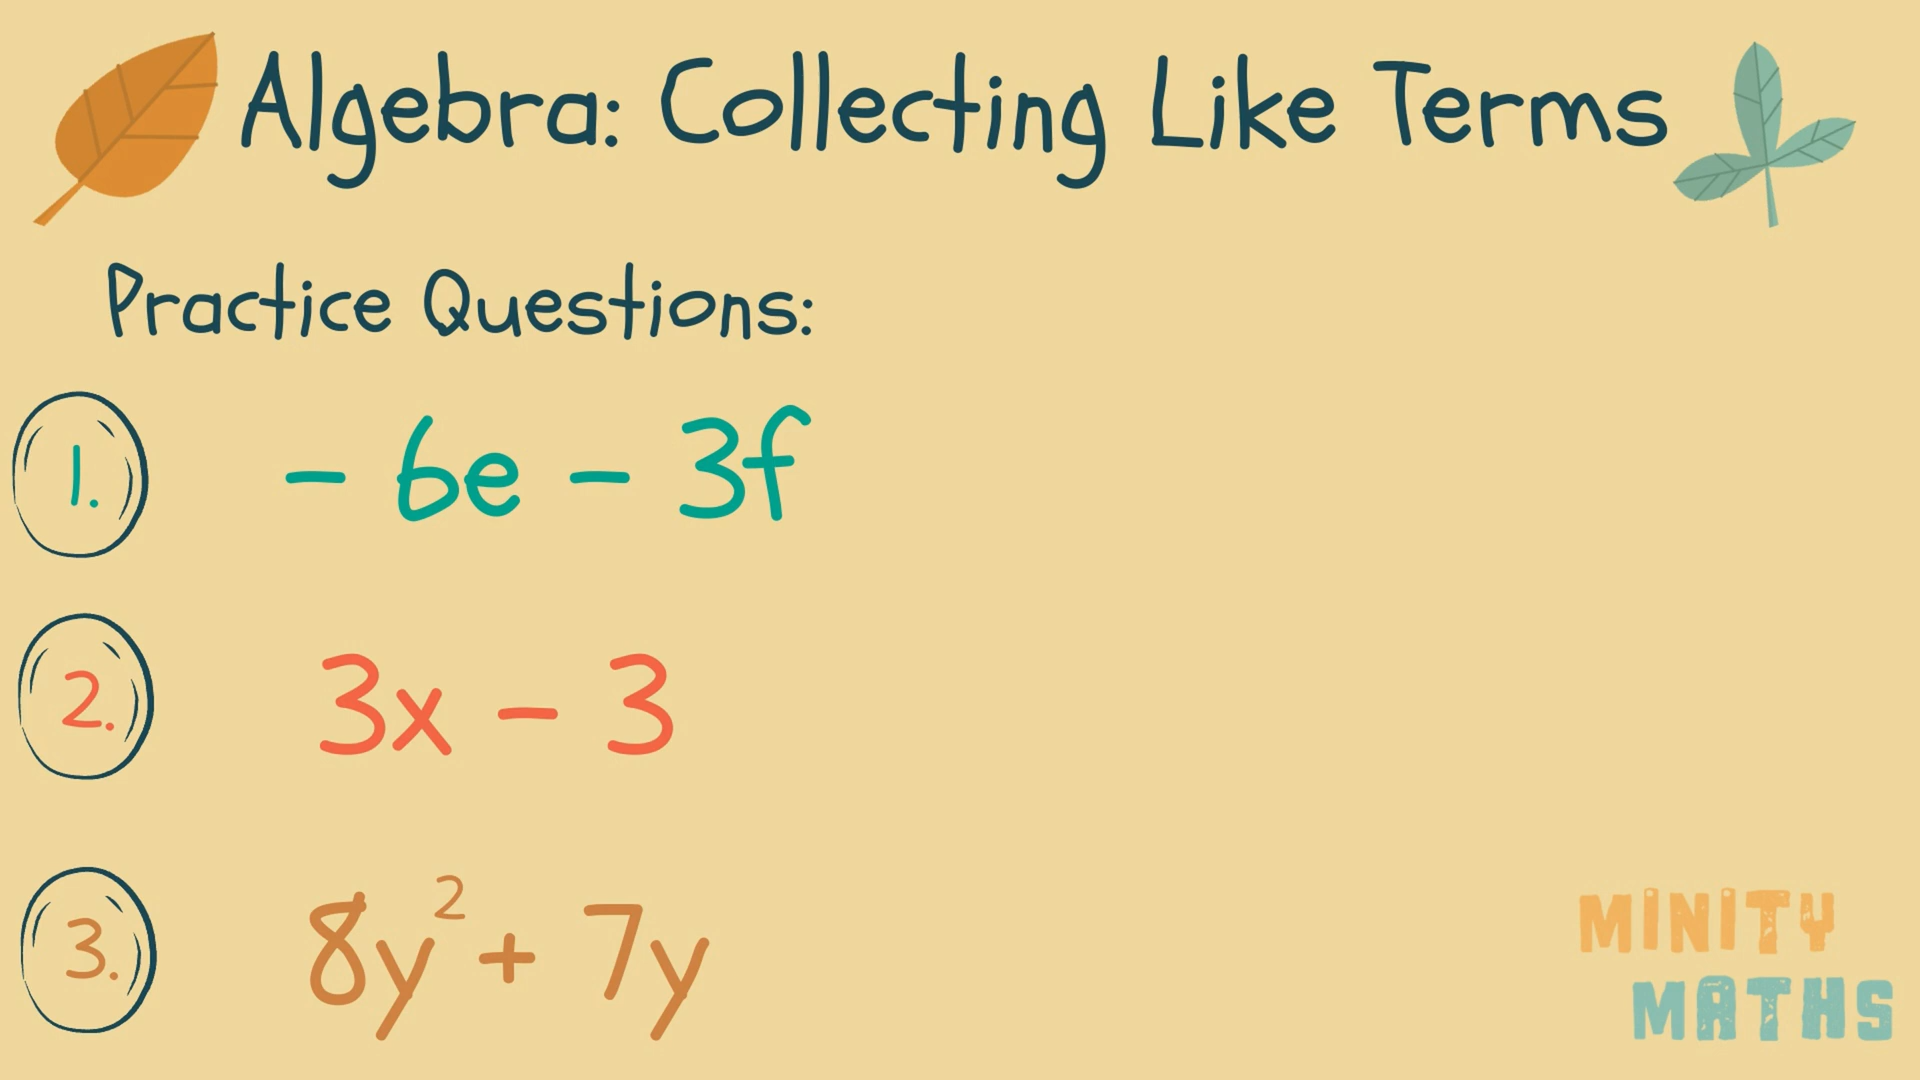 Algebra: Collecting Like Terms
Practice Questions:
1. - 6e - 3f
2. 3x - 3
3. 8y² + 7y
MINITY
MATHS